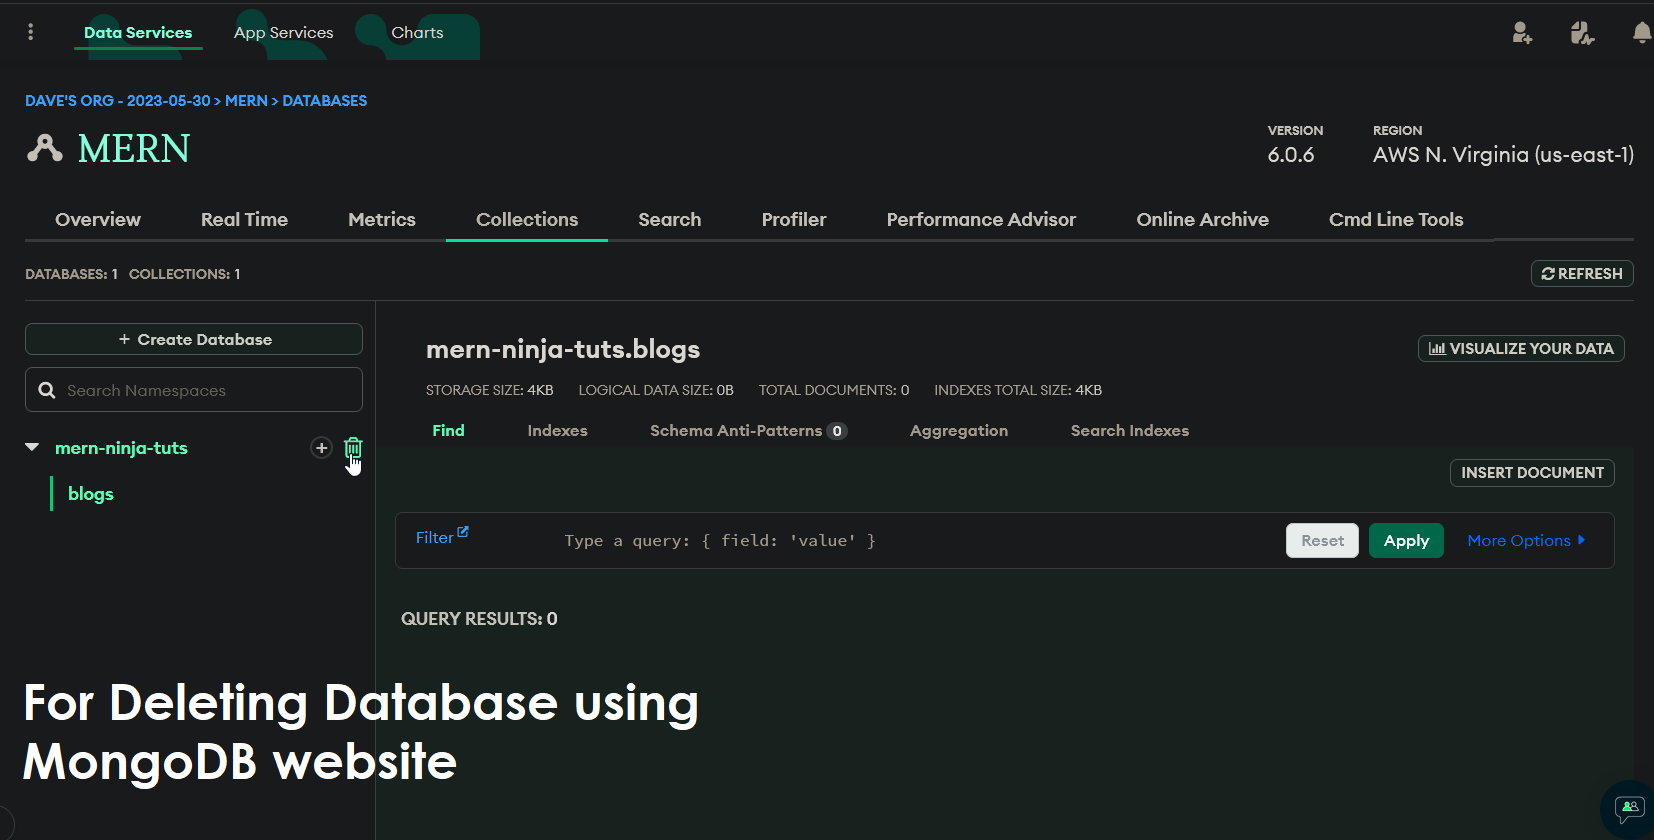 Data Services App Services Charts
DAVE'S ORG - 2023-05-30 > MERN > DATABASES
MERN
VERSION REGION
6.0.6 AWS N. Virginia (us-east-1)
Overview Real Time Metrics Collections Search Profiler Performance Advisor Online Archive Cmd Line Tools
DATABASES: 1 COLLECTIONS: 1
REFRESH
+ Create Database
Search Namespaces
mern-ninja-tuts
blogs
mern-ninja-tuts.blogs
VISUALIZE YOUR DATA
STORAGE SIZE: 4KB LOGICAL DATA SIZE: 0B TOTAL DOCUMENTS: 0 INDEXES TOTAL SIZE: 4KB
Find Indexes Schema Anti-Patterns 0 Aggregation Search Indexes
INSERT DOCUMENT
Filter Type a query: { field: 'value' } Reset Apply More Options
QUERY RESULTS: 0
For Deleting Database using
MongoDB website